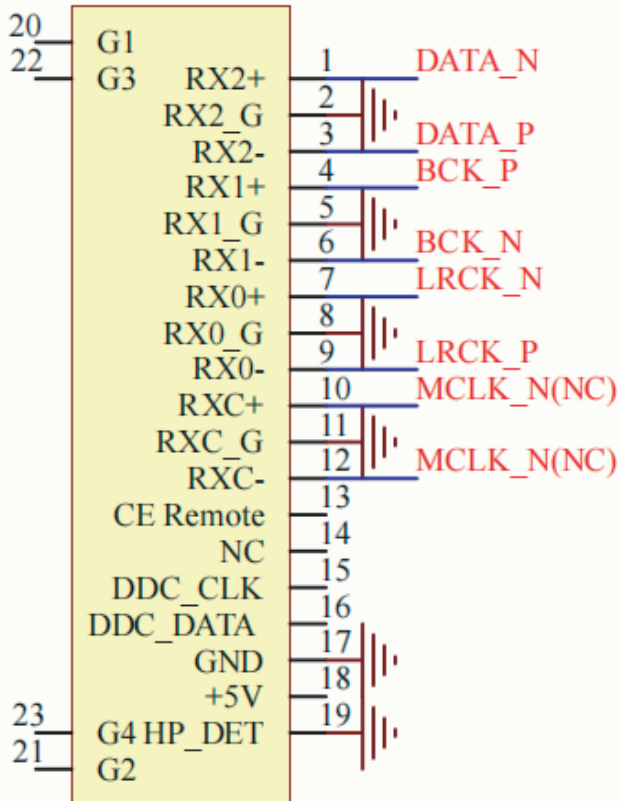 20 G1
1 DATA_N
22 G3 RX2+
2
RX2_G
3 DATA_P
RX2-
4 BCK_P
RX1+
5
RX1_G
6 BCK_N
RX1-
7 LRCK_N
RX0+
8
RX0_G
9 LRCK_P
RX0-
10 MCLK_N(NC)
RXC+
11
RXC_G
12 MCLK_N(NC)
RXC-
13
CE Remote
14
NC
15
DDC_CLK
16
DDC_DATA
17
GND
18
+5V
19
23 G4 HP_DET
21 G2